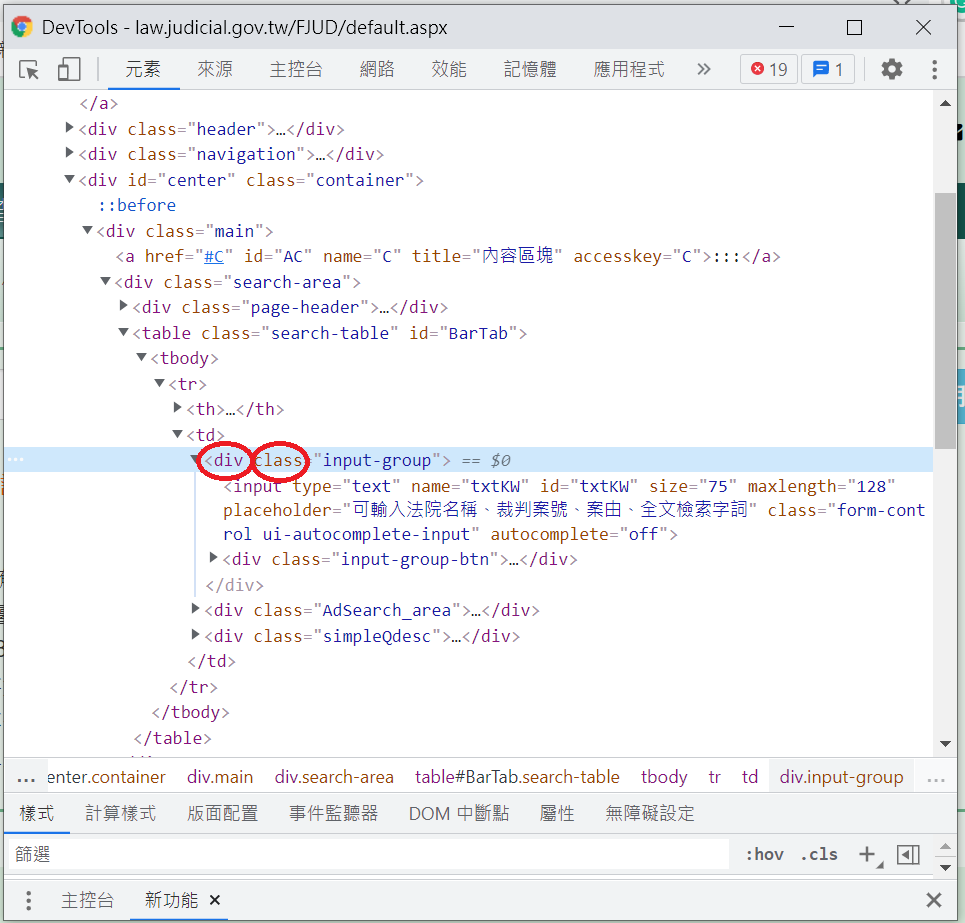 DevTools - law.judicial.gov.tw/FJUD/default.aspx
元素 來源 主控台 網路 效能 記憶體 應用程式 » 19 1
</a>
<div class="header">…</div>
<div class="navigation">…</div>
<div id="center" class="container">
::before
<div class="main">
<a href="#C" id="AC" name="C" title="內容區塊" accesskey="C">:::</a>
<div class="search-area">
<div class="page-header">…</div>
<table class="search-table" id="BarTab">
<tbody>
<tr>
<th>…</th>
<td>
<div class="input-group"> == $0
<input type="text" name="txtKW" id="txtKW" size="75" maxlength="128"
placeholder="可輸入法院名稱、裁判案號、案由、全文檢索字詞" class="form-cont
rol ui-autocomplete-input" autocomplete="off">
<div class="input-group-btn">…</div>
</div>
<div class="AdSearch_area">…</div>
<div class="simpleQdesc">…</div>
</td>
</tr>
</tbody>
</table>
… enter.container div.main div.search-area table#BarTab.search-table tbody tr td div.input-group …
樣式 計算樣式 版面配置 事件監聽器 DOM 中斷點 屬性 無障礙設定
篩選 :hov .cls
主控台 新功能